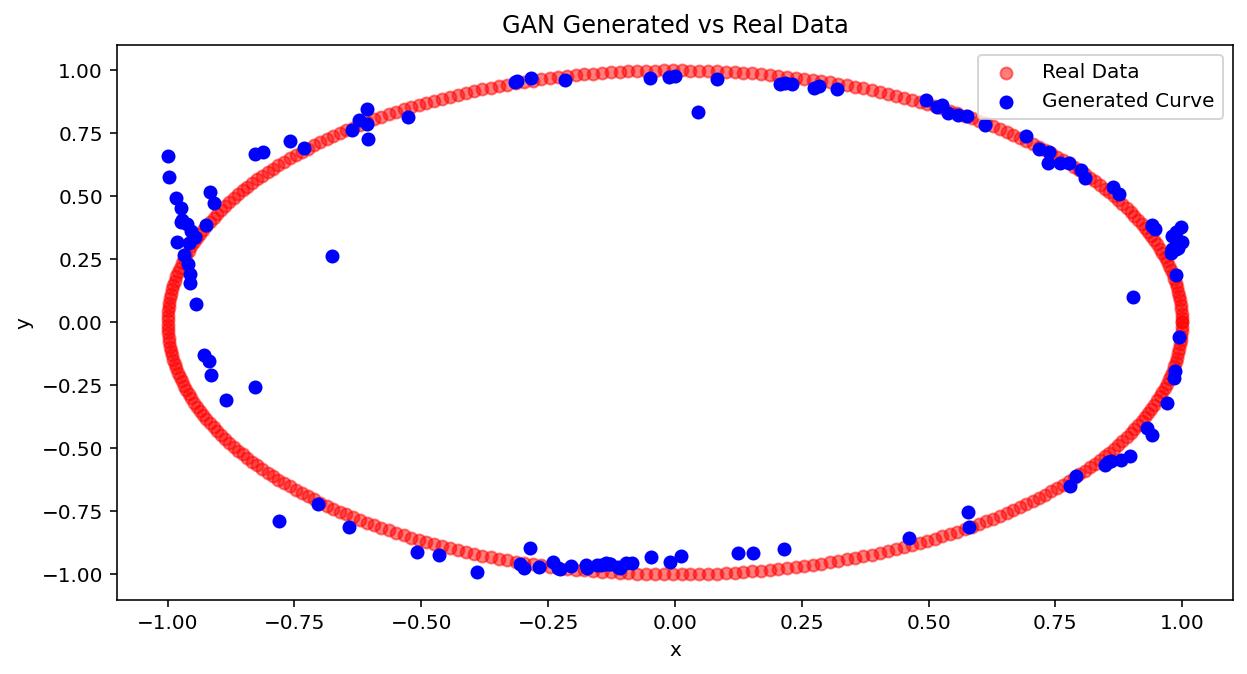 GAN Generated vs Real Data
Real Data
Generated Curve
1.00
0.75
0.50
0.25
0.00
−0.25
−0.50
−0.75
−1.00
y
−1.00 −0.75 −0.50 −0.25 0.00 0.25 0.50 0.75 1.00
x